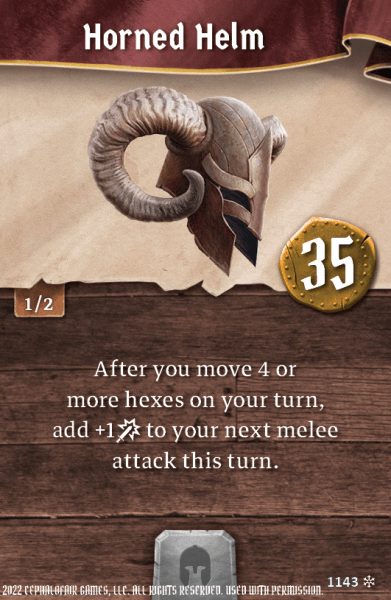 Horned Helm
35
1/2
After you move 4 or
more hexes on your turn,
add +1 to your next melee
attack this turn.
2022 CEPHALOFAIR GAMES, LLC. ALL RIGHTS RESERVED. USED WITH PERMISSION.
1143